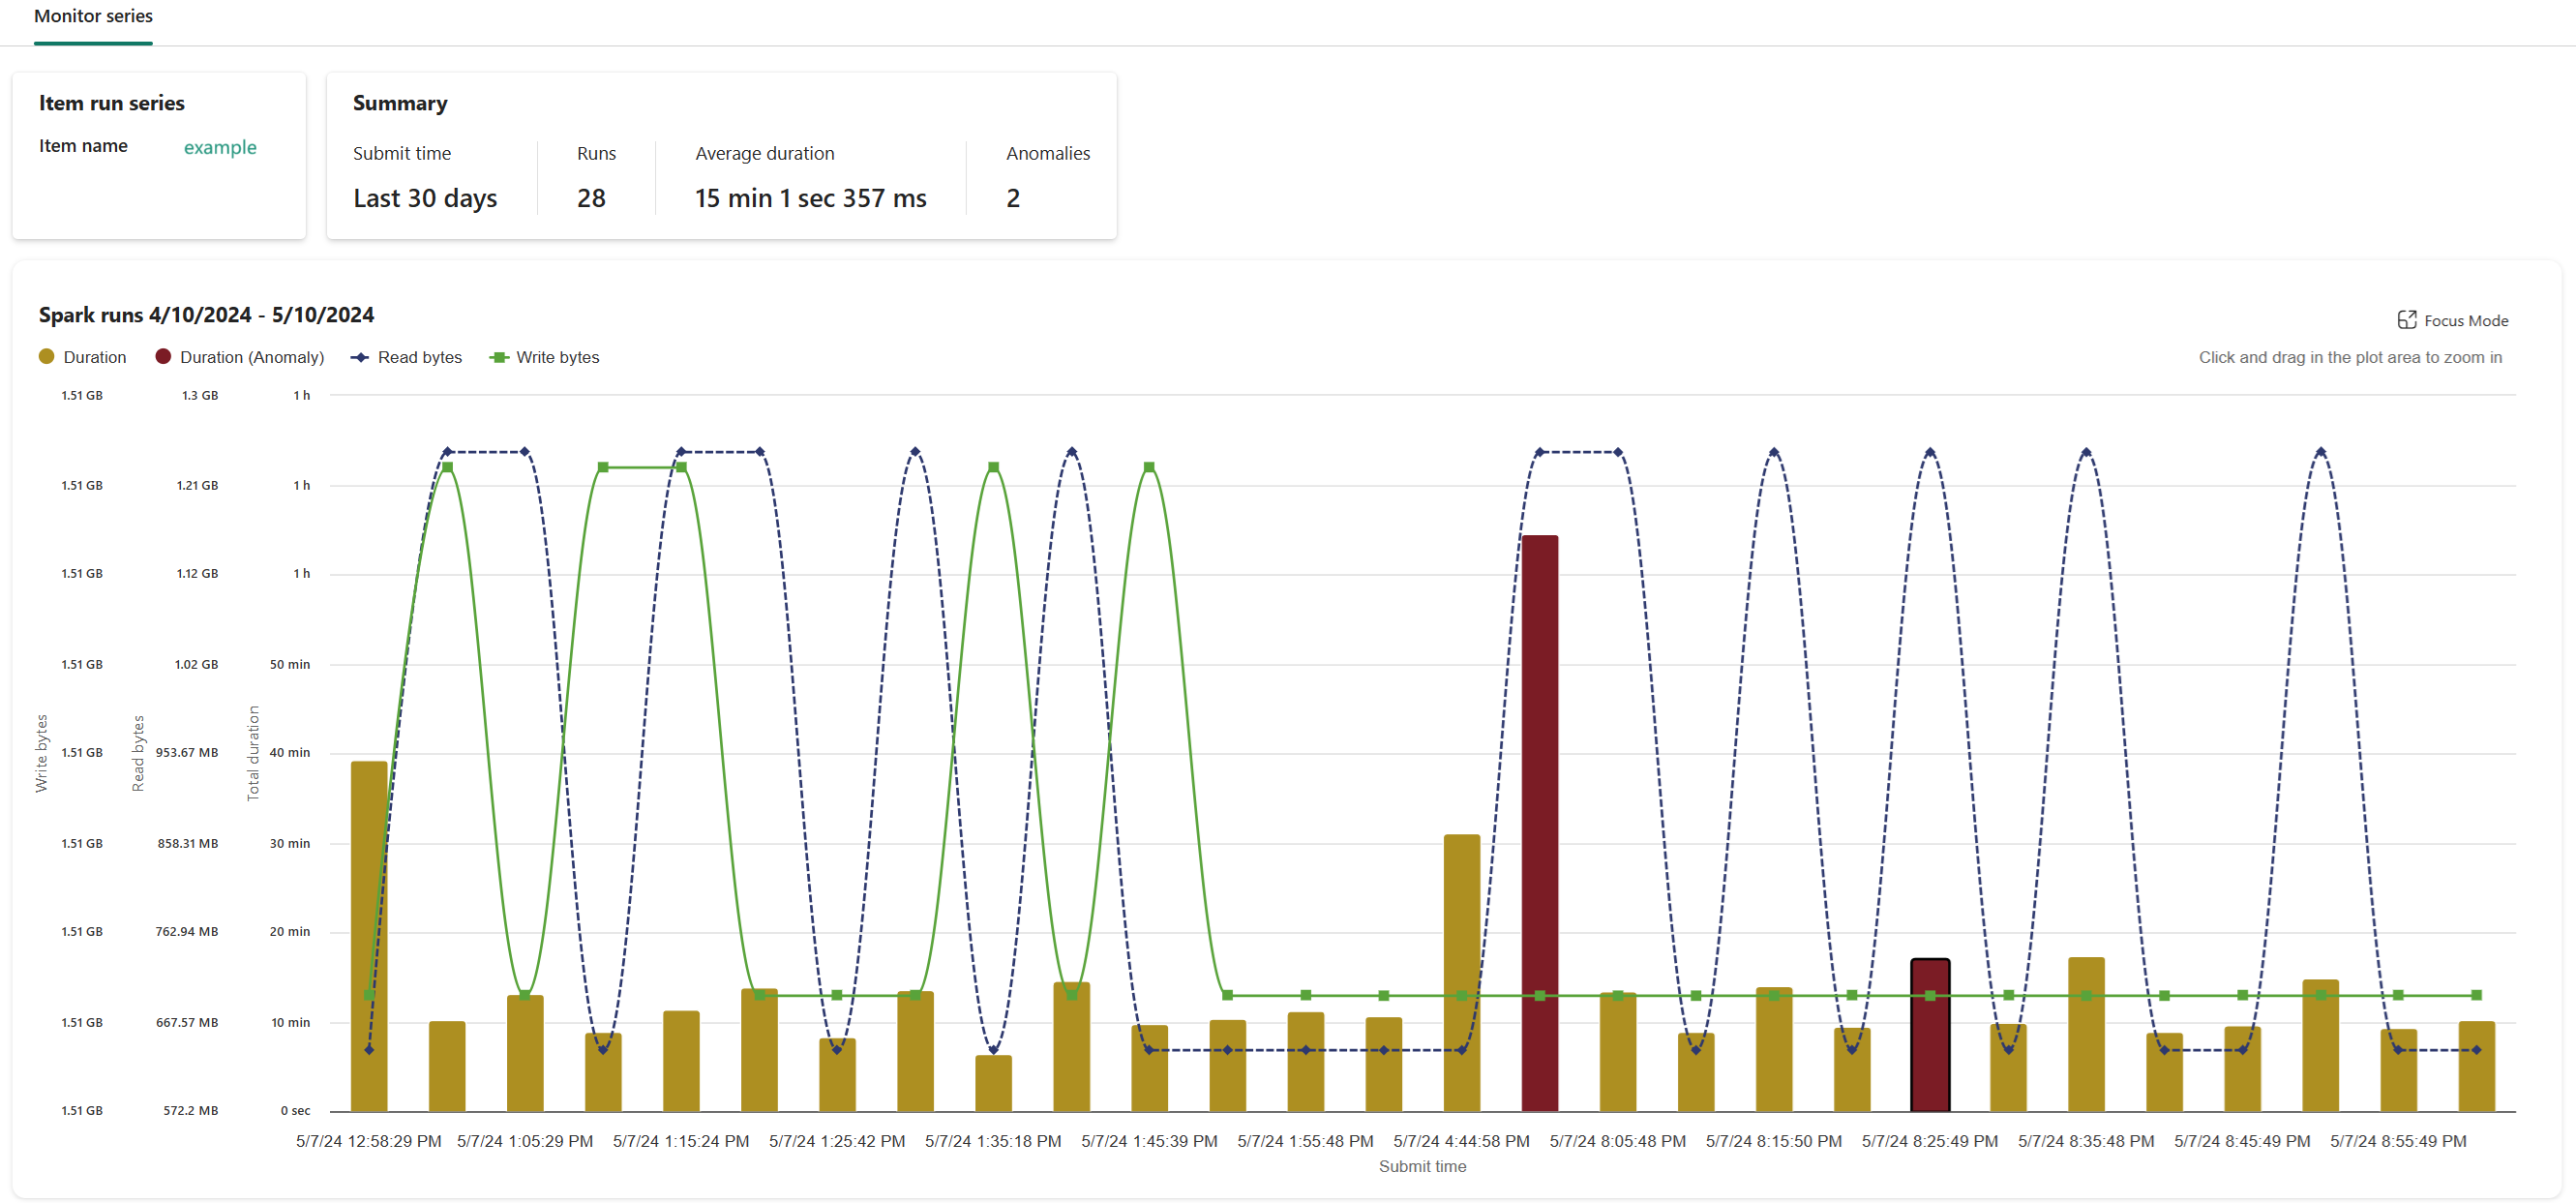 Monitor series
Item run series
Item name example
Summary
Submit time Runs Average duration Anomalies
Last 30 days 28 15 min 1 sec 357 ms 2
Spark runs 4/10/2024 - 5/10/2024
Focus Mode
Duration Duration (Anomaly) Read bytes Write bytes
Click and drag in the plot area to zoom in
1.51 GB 1.3 GB 1 h
1.51 GB 1.21 GB 1 h
1.51 GB 1.12 GB 1 h
1.51 GB 1.02 GB 50 min
Write bytes
Read bytes
Total duration
1.51 GB 953.67 MB 40 min
1.51 GB 858.31 MB 30 min
1.51 GB 762.94 MB 20 min
1.51 GB 667.57 MB 10 min
1.51 GB 572.2 MB 0 sec
5/7/24 12:58:29 PM 5/7/24 1:05:29 PM 5/7/24 1:15:24 PM 5/7/24 1:25:42 PM 5/7/24 1:35:18 PM 5/7/24 1:45:39 PM 5/7/24 1:55:48 PM 5/7/24 4:44:58 PM 5/7/24 8:05:48 PM 5/7/24 8:15:50 PM 5/7/24 8:25:49 PM 5/7/24 8:35:48 PM 5/7/24 8:45:49 PM 5/7/24 8:55:49 PM
Submit time